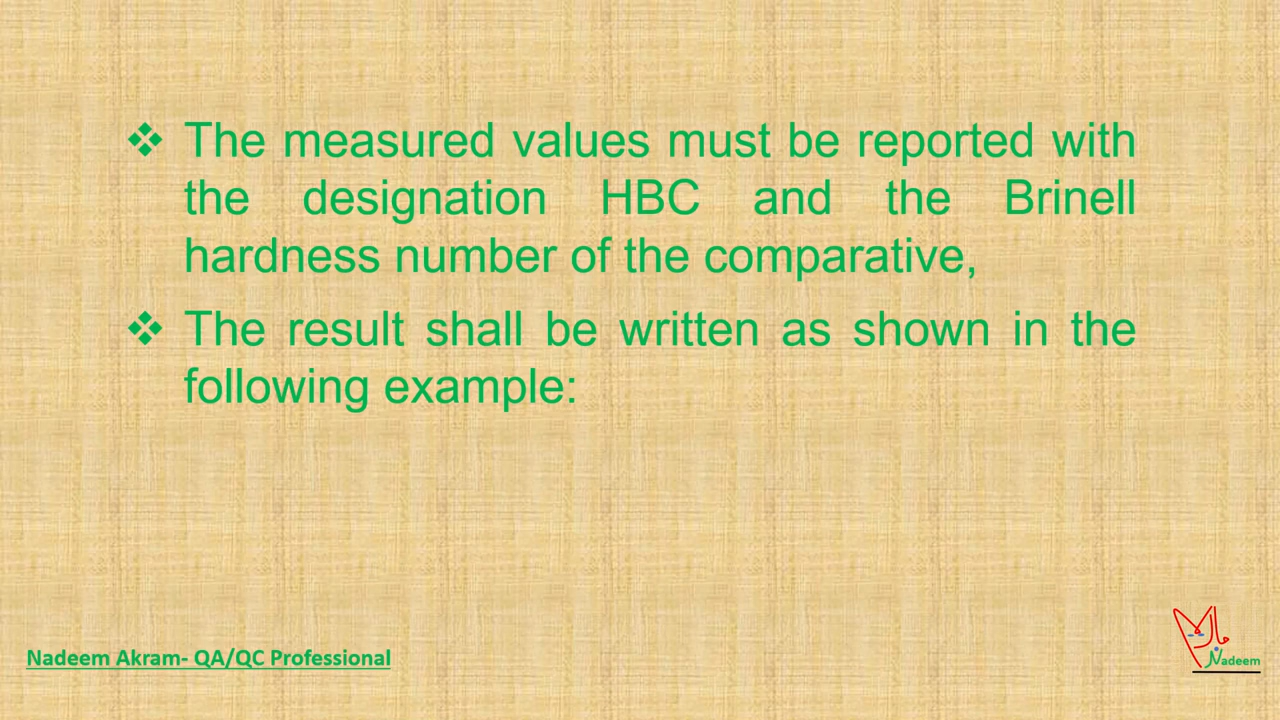 ❖ The measured values must be reported with
the designation HBC and the Brinell
hardness number of the comparative,
❖ The result shall be written as shown in the
following example:
Nadeem Akram- QA/QC Professional
Nadeem